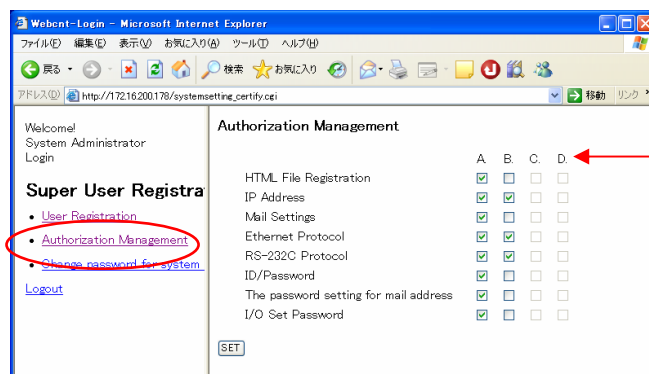 Webcnt-Login - Microsoft Internet Explorer
ファイル(F) 編集(E) 表示(V) お気に入り(A) ツール(T) ヘルプ(H)
戻る 検索 お気に入り
アドレス(D) http://172.16.200.178/systemsetting_certify.cgi 移動 リンク »
Welcome!
System Administrator
Login
Super User Registra
User Registration
Authorization Management
Change password for system
Logout
Authorization Management
A. B. C. D.
HTML File Registration
IP Address
Mail Settings
Ethernet Protocol
RS-232C Protocol
ID/Password
The password setting for mail address
I/O Set Password
SET